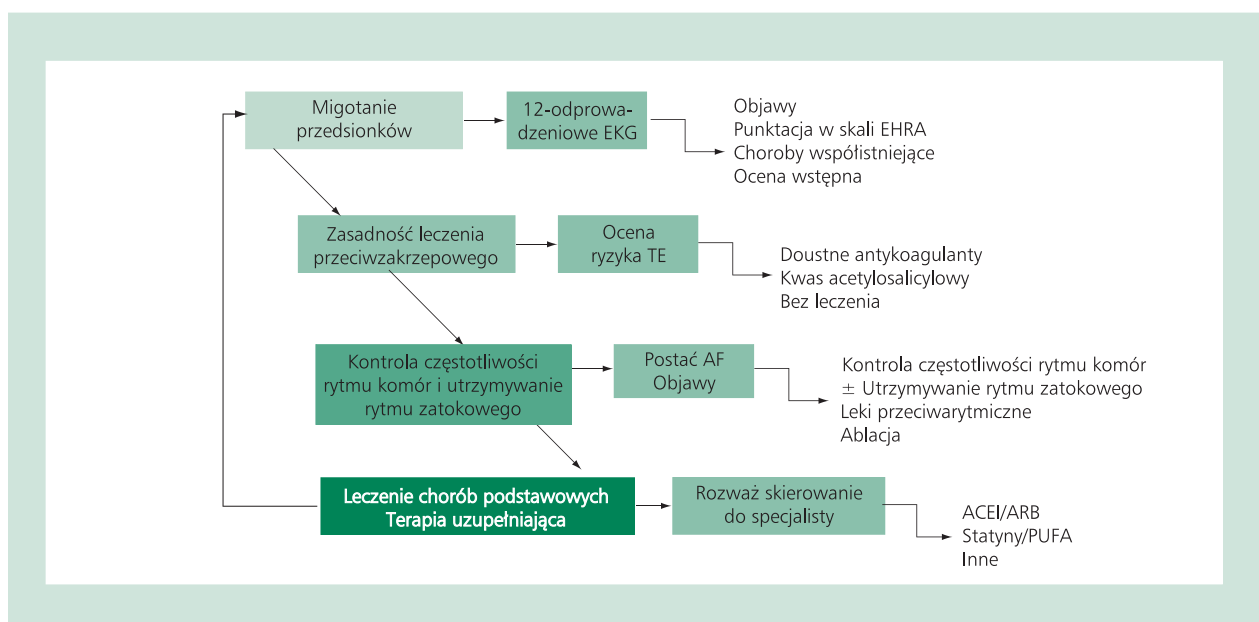 Migotanie
przedsionków
12-odprowa-
dzeniowe EKG
Objawy
Punktacja w skali EHRA
Choroby współistniejące
Ocena wstępna
Zasadność leczenia
przeciwzakrzepowego
Ocena
ryzyka TE
Doustne antykoagulanty
Kwas acetylosalicylowy
Bez leczenia
Kontrola częstotliwości
rytmu komór i utrzymywanie
rytmu zatokowego
Postać AF
Objawy
Kontrola częstotliwości rytmu komór
± Utrzymywanie rytmu zatokowego
Leki przeciwarytmiczne
Ablacja
Leczenie chorób podstawowych
Terapia uzupełniająca
Rozważ skierowanie
do specjalisty
ACEI/ARB
Statyny/PUFA
Inne